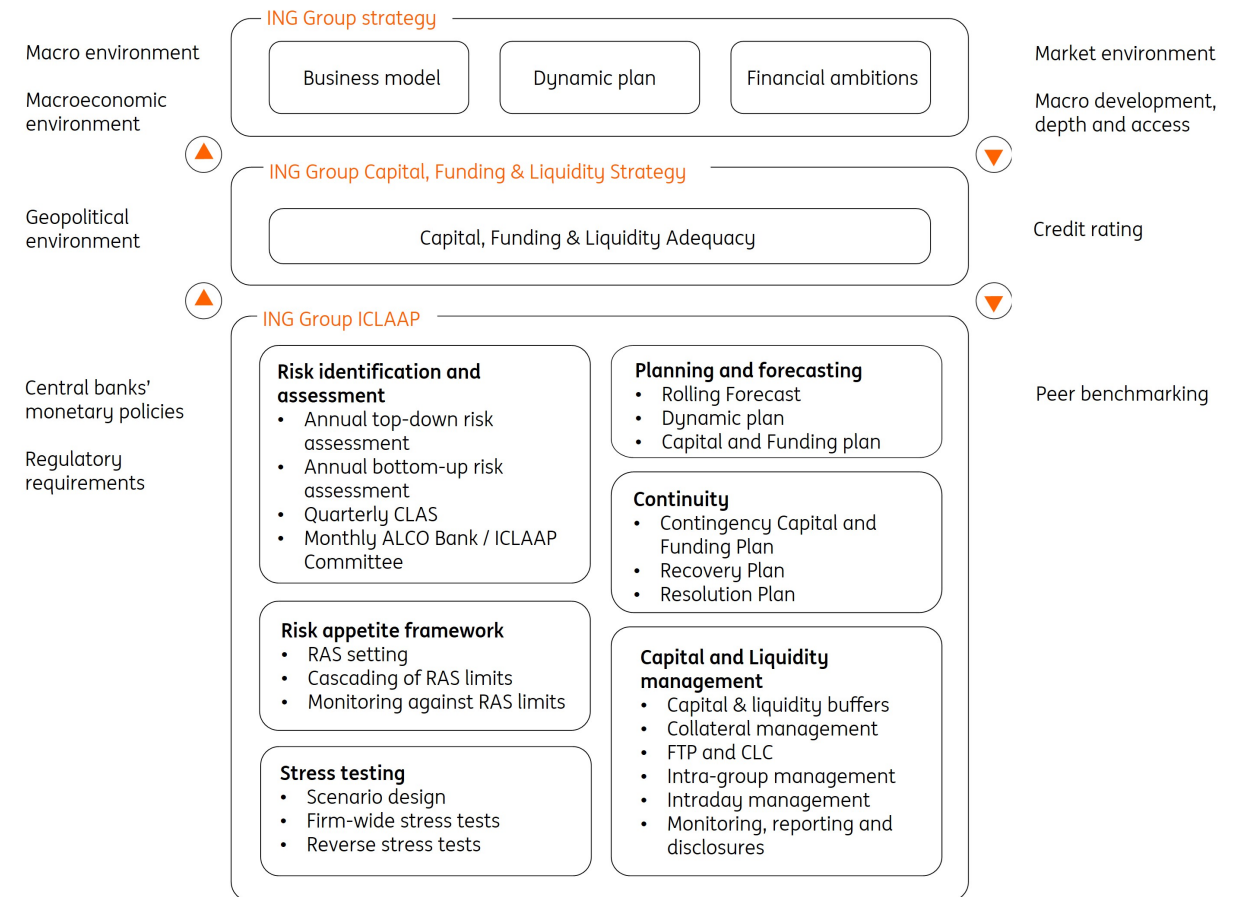 ING Group strategy
Macro environment
Macroeconomic
environment
Business model
Dynamic plan
Financial ambitions
Market environment
Macro development,
depth and access
ING Group Capital, Funding & Liquidity Strategy
Geopolitical
environment
Capital, Funding & Liquidity Adequacy
Credit rating
ING Group ICLAAP
Central banks’
monetary policies
Regulatory
requirements
Risk identification and
assessment
• Annual top-down risk
assessment
• Annual bottom-up risk
assessment
• Quarterly CLAS
• Monthly ALCO Bank / ICLAAP
Committee
Risk appetite framework
• RAS setting
• Cascading of RAS limits
• Monitoring against RAS limits
Stress testing
• Scenario design
• Firm-wide stress tests
• Reverse stress tests
Planning and forecasting
• Rolling Forecast
• Dynamic plan
• Capital and Funding plan
Continuity
• Contingency Capital and
Funding Plan
• Recovery Plan
• Resolution Plan
Capital and Liquidity
management
• Capital & liquidity buffers
• Collateral management
• FTP and CLC
• Intra-group management
• Intraday management
• Monitoring, reporting and
disclosures
Peer benchmarking